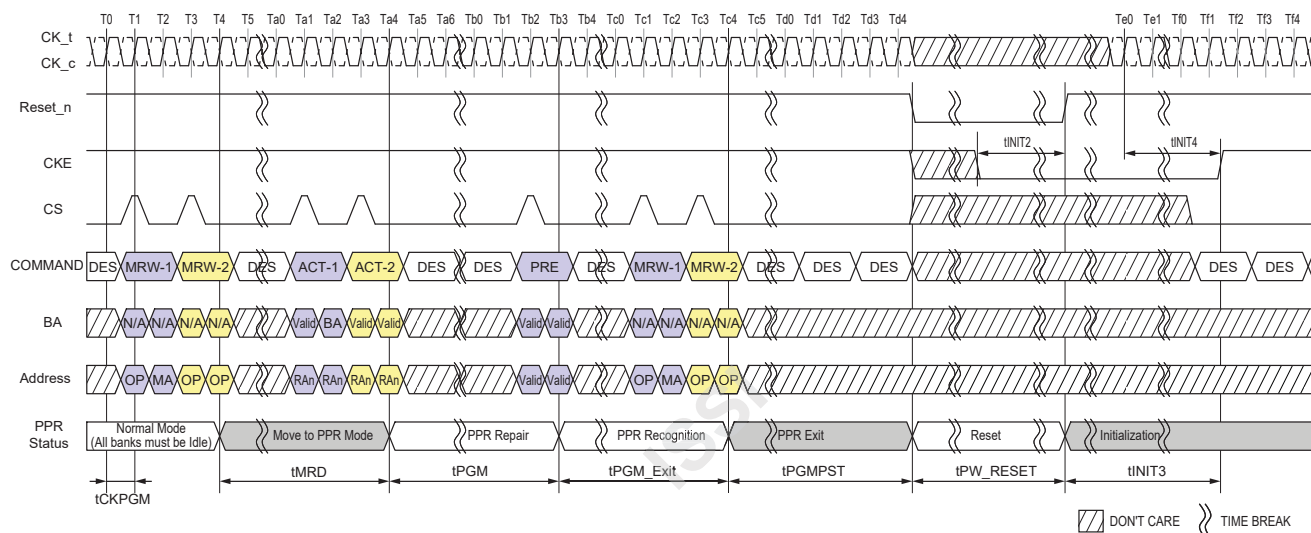 T0 T1 T2 T3 T4 T5 Ta0 Ta1 Ta2 Ta3 Ta4 Ta5 Ta6 Tb0 Tb1 Tb2 Tb3 Tb4 Tc0 Tc1 Tc2 Tc3 Tc4 Tc5 Td0 Td1 Td2 Td3 Td4 Te0 Te1 Tf0 Tf1 Tf2 Tf3 Tf4
CK_t
CK_c
Reset_n
tINIT2 tINIT4
CKE
CS
COMMAND DES MRW-1 MRW-2 DES ACT-1 ACT-2 DES DES PRE DES MRW-1 MRW-2 DES DES DES DES DES
BA N/A N/A N/A N/A Valid BA Valid Valid Valid Valid N/A N/A N/A N/A
Address OP MA OP OP RAn RAn RAn RAn Valid Valid OP MA OP OP
PPR Status Normal Mode (All banks must be Idle) Move to PPR Mode PPR Repair PPR Recognition PPR Exit Reset Initialization
tCKPGM tMRD tPGM tPGM_Exit tPGMPST tPW_RESET tINIT3
ISSI
DON'T CARE TIME BREAK